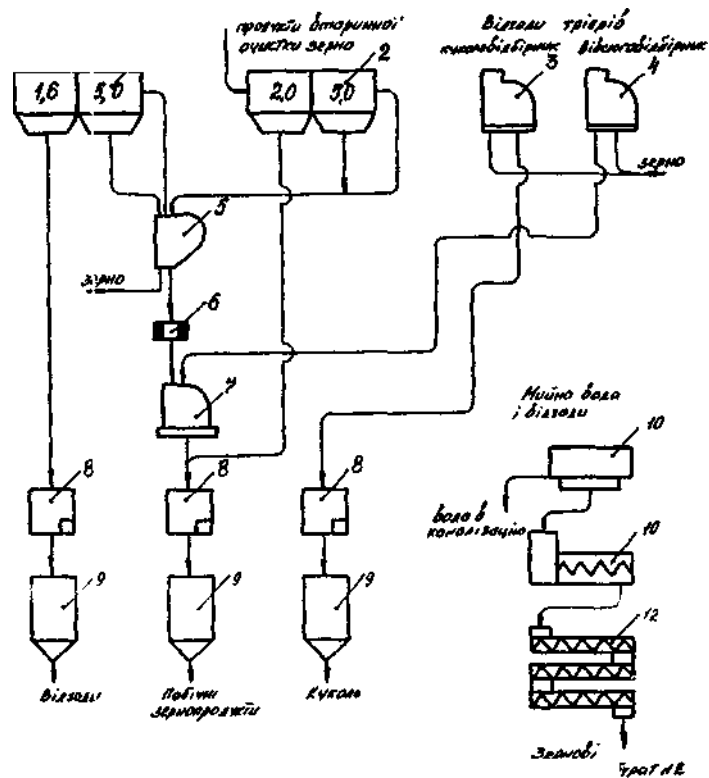 продукти вторинної
очистки зерно
2
Відходи трієрів
куколевідбірник
вівсюговідбірник
3
4
1,6
5,0
2,0
5,0
зерно
5
зерно
6
7
Мийна вода
і відходи
10
8
8
8
вода в
каналізацію
10
9
9
9
12
Відходи
Побічні
зернопродукти
Куколь
Зернові